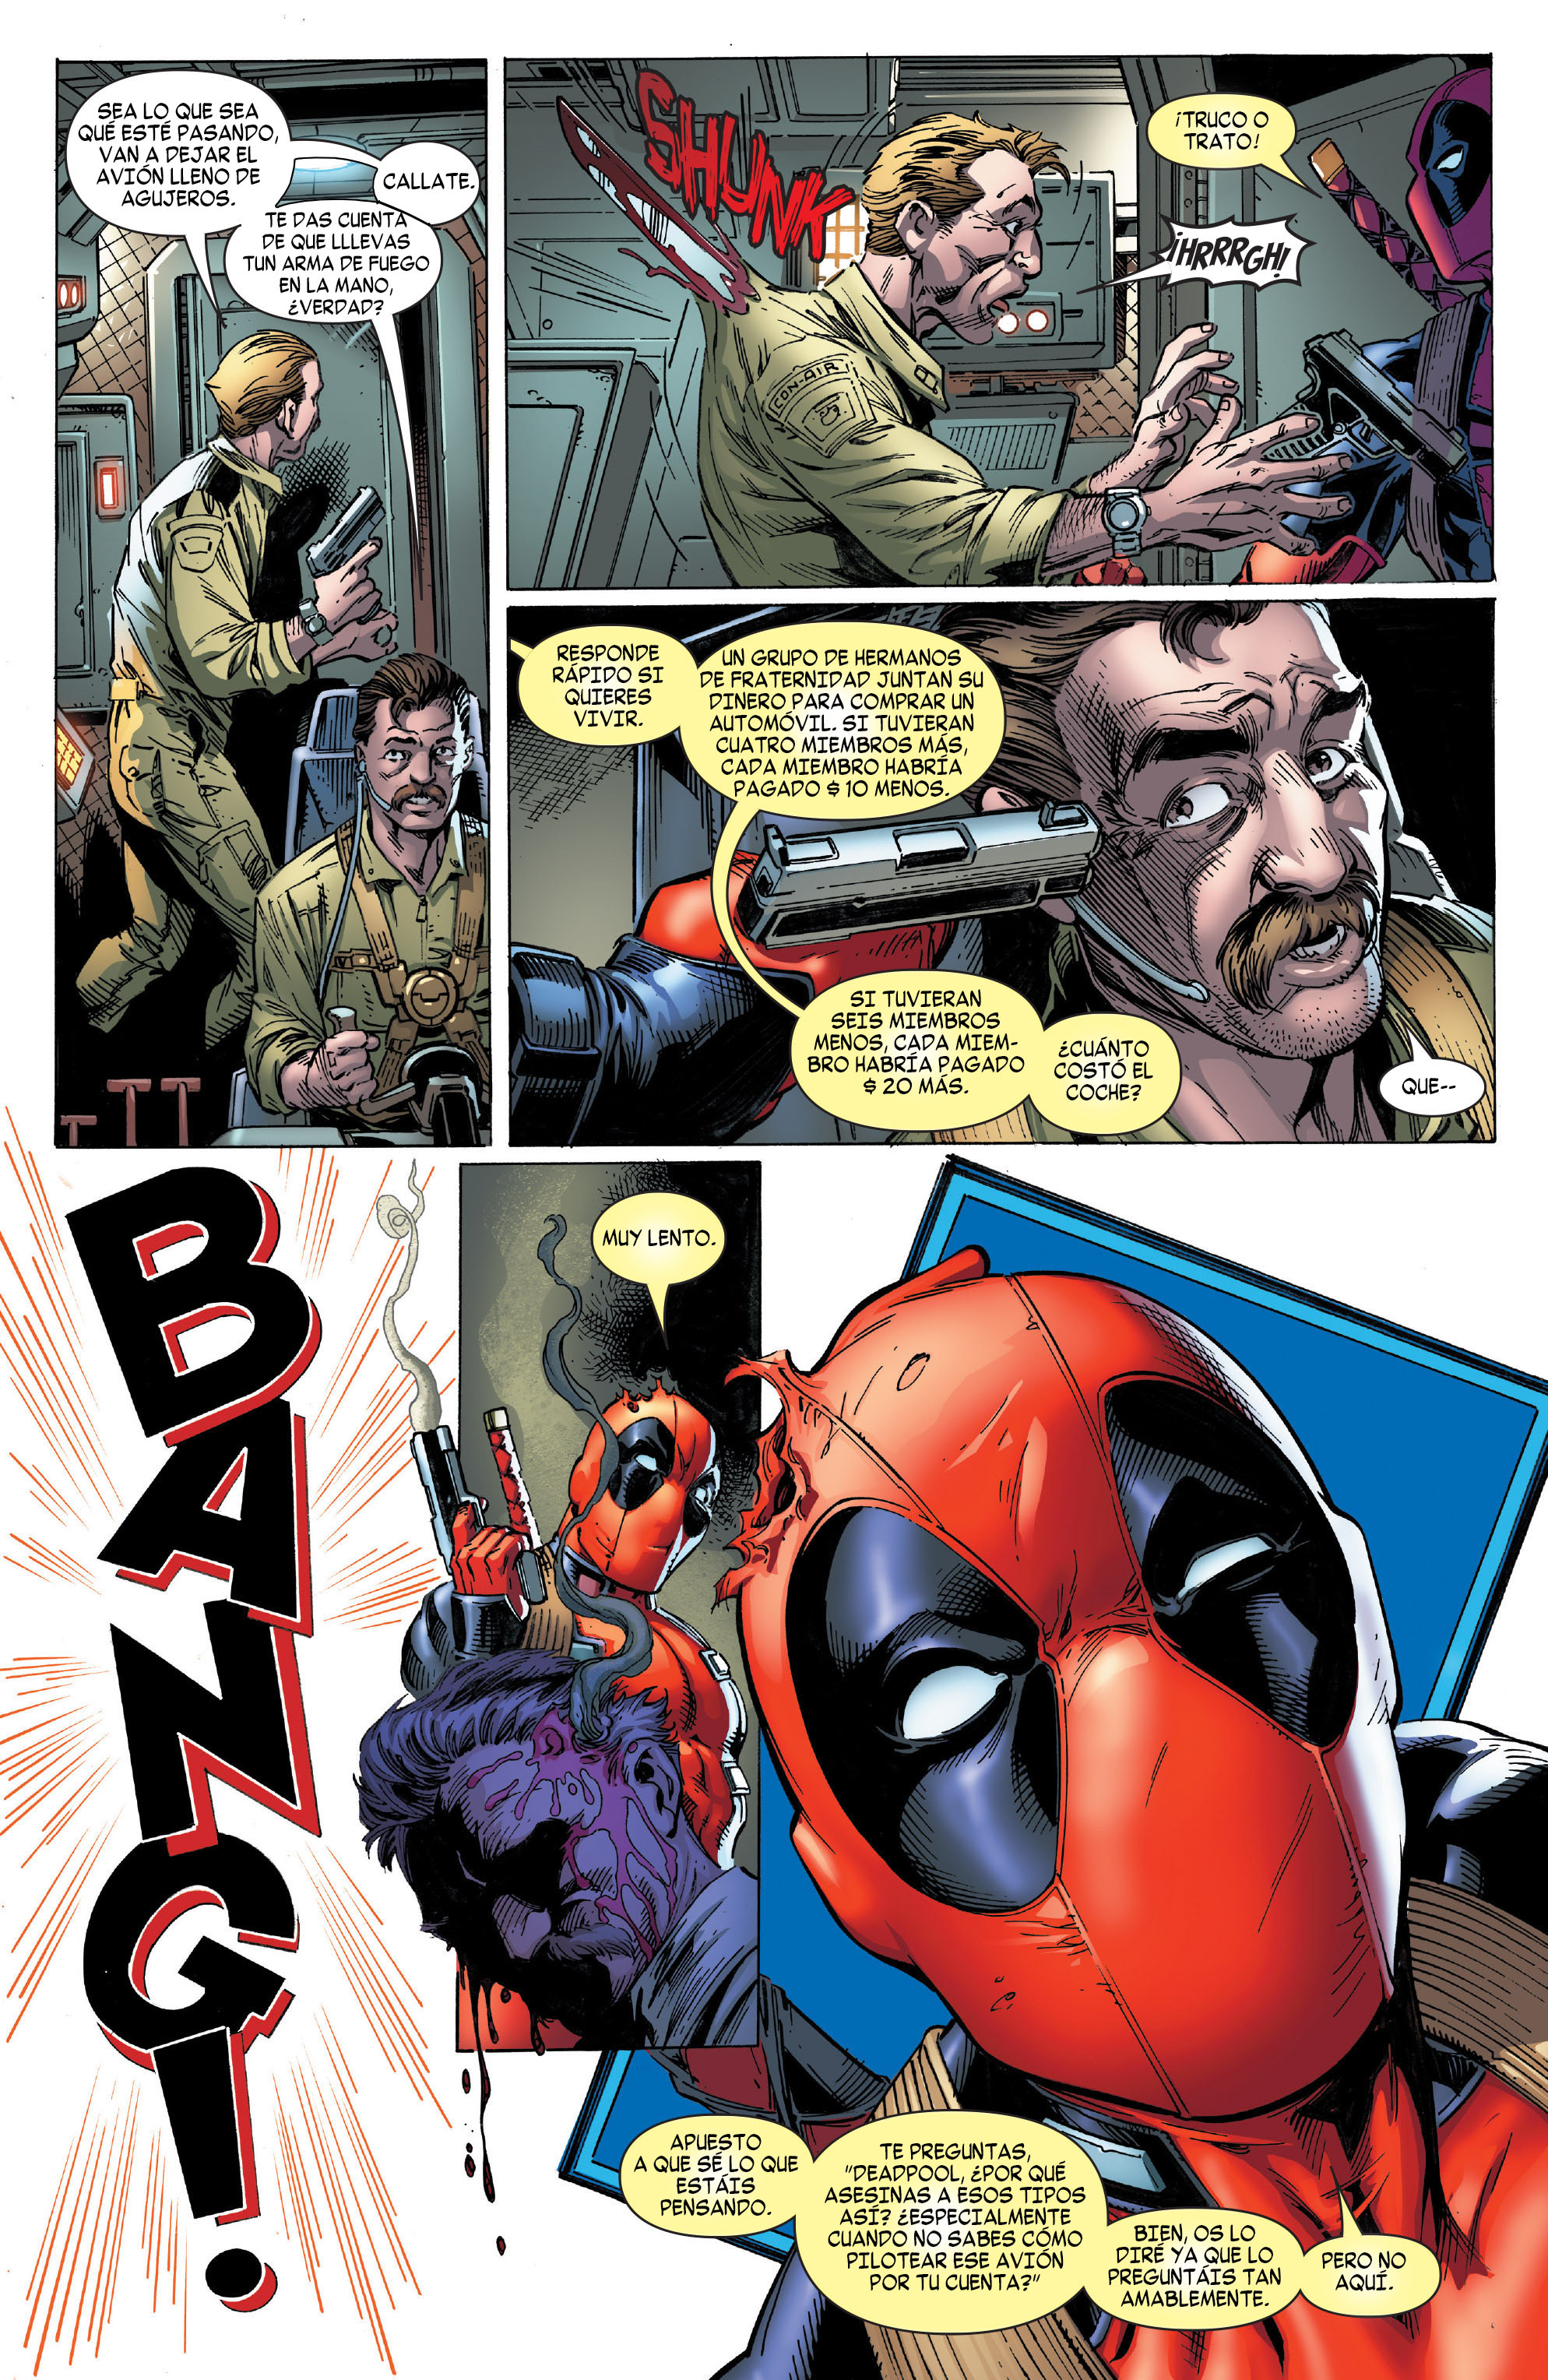 SEA LO QUE SEA
QUÉ ESTÉ PASANDO,
VAN A DEJAR EL
AVIÓN LLENO DE
AGUJEROS.
CALLATE.
TE DAS CUENTA
DE QUE LLLEVAS
TUN ARMA DE FUEGO
EN LA MANO,
¿VERDAD?
SHUNK
¡TRUCO O
TRATO!
¡HRRRGH!
CON-AIR
RESPONDE
RÁPIDO SI
QUIERES
VIVIR.
UN GRUPO DE HERMANOS
DE FRATERNIDAD JUNTAN SU
DINERO PARA COMPRAR UN
AUTOMÓVIL. SI TUVIERAN
CUATRO MIEMBROS MÁS,
CADA MIEMBRO HABRÍA
PAGADO $ 10 MENOS.
SI TUVIERAN
SEIS MIEMBROS
MENOS, CADA MIEM-
BRO HABRÍA PAGADO
$ 20 MÁS.
¿CUÁNTO
COSTÓ EL
COCHE?
QUE--
BANG!
MUY LENTO.
APUESTO
A QUE SÉ LO QUE
ESTÁIS
PENSANDO.
TE PREGUNTAS,
"DEADPOOL, ¿POR QUÉ
ASESINAS A ESOS TIPOS
ASÍ? ¿ESPECIALMENTE
CUANDO NO SABES CÓMO
PILOTEAR ESE AVIÓN
POR TU CUENTA?"
BIEN, OS LO
DIRÉ YA QUE LO
PREGUNTÁIS TAN
AMABLEMENTE.
PERO NO
AQUÍ.